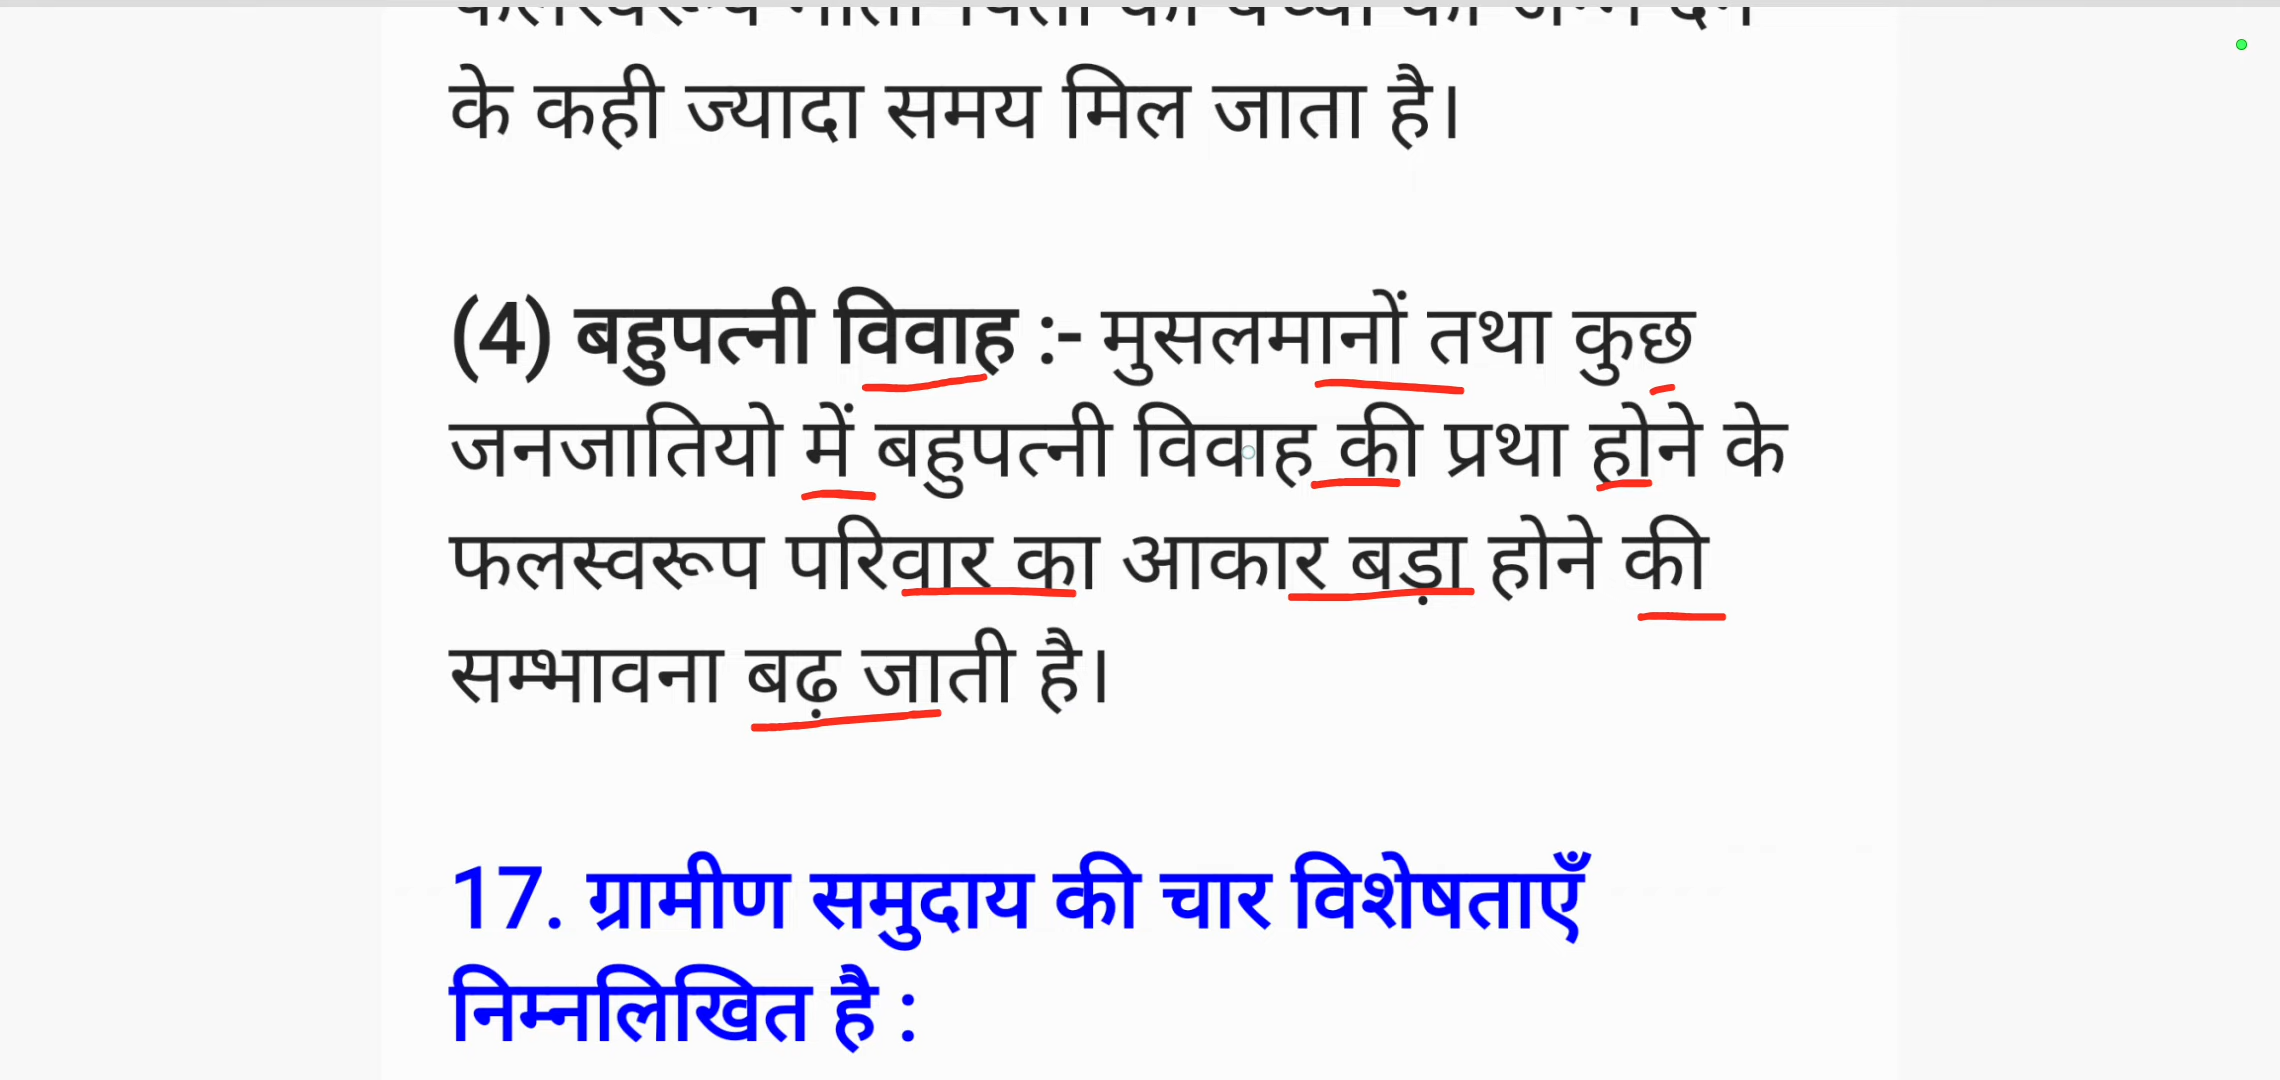 के कही ज्यादा समय मिल जाता है।
(4) बहुपत्नी विवाह :- मुसलमानों तथा कुछ
जनजातियो में बहुपत्नी विवाह की प्रथा होने के
फलस्वरूप परिवार का आकार बड़ा होने की
सम्भावना बढ़ जाती है।
17. ग्रामीण समुदाय की चार विशेषताएँ
निम्नलिखित है :